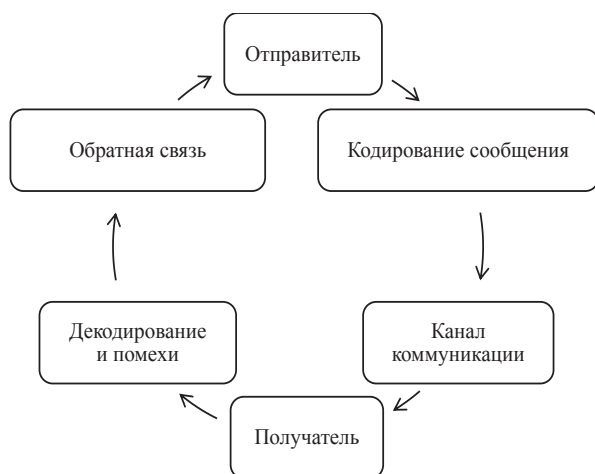 Отправитель
Обратная связь
Кодирование сообщения
Декодирование
и помехи
Канал
коммуникации
Получатель